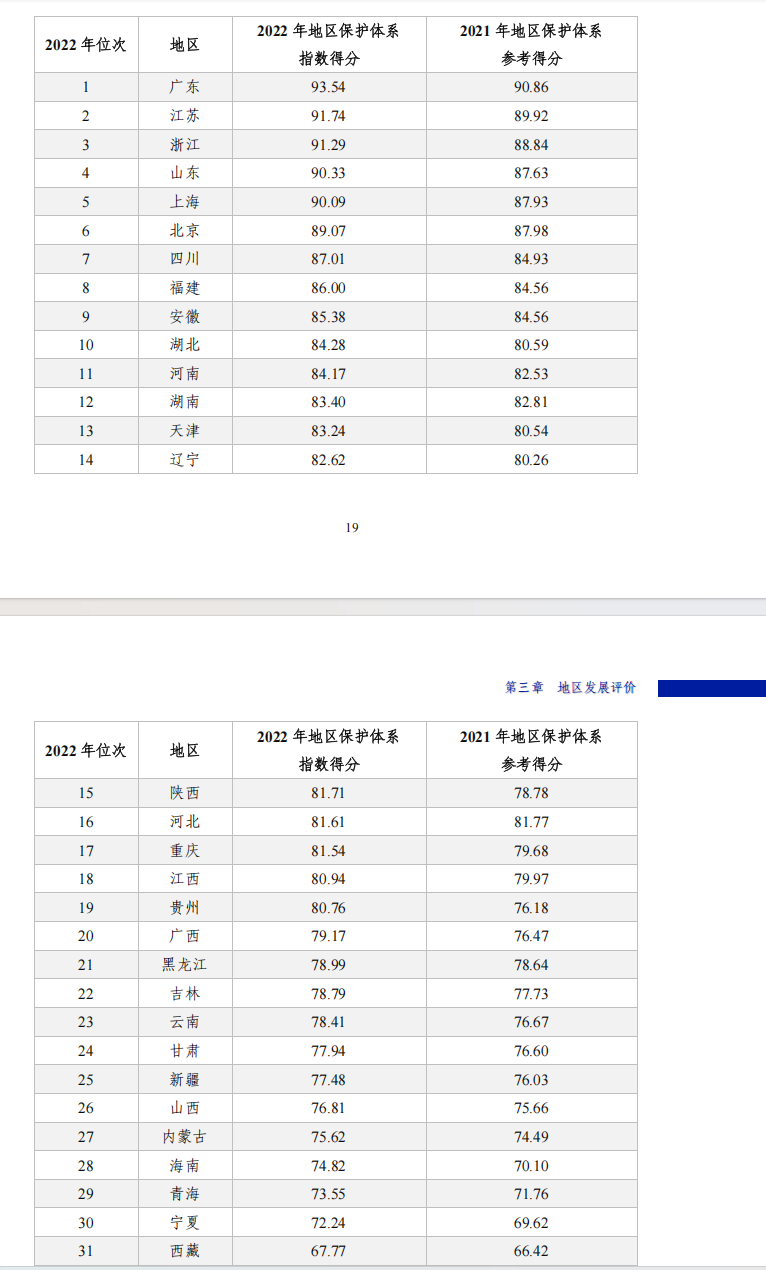 2022 年位次 地区 2022 年地区保护体系指数得分 2021 年地区保护体系参考得分
1 广东 93.54 90.86
2 江苏 91.74 89.92
3 浙江 91.29 88.84
4 山东 90.33 87.63
5 上海 90.09 87.93
6 北京 89.07 87.98
7 四川 87.01 84.93
8 福建 86.00 84.56
9 安徽 85.38 84.56
10 湖北 84.28 80.59
11 河南 84.17 82.53
12 湖南 83.40 82.81
13 天津 83.24 80.54
14 辽宁 82.62 80.26
19
第三章 地区发展评价
2022 年位次 地区 2022 年地区保护体系指数得分 2021 年地区保护体系参考得分
15 陕西 81.71 78.78
16 河北 81.61 81.77
17 重庆 81.54 79.68
18 江西 80.94 79.97
19 贵州 80.76 76.18
20 广西 79.17 76.47
21 黑龙江 78.99 78.64
22 吉林 78.79 77.73
23 云南 78.41 76.67
24 甘肃 77.94 76.60
25 新疆 77.48 76.03
26 山西 76.81 75.66
27 内蒙古 75.62 74.49
28 海南 74.82 70.10
29 青海 73.55 71.76
30 宁夏 72.24 69.62
31 西藏 67.77 66.42